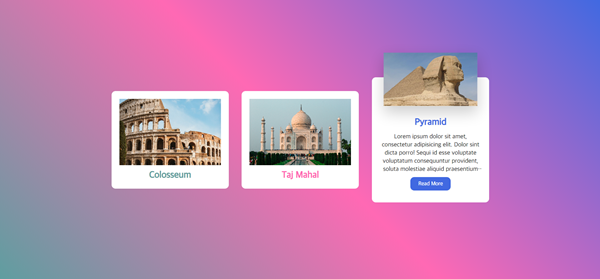 Colosseum
Taj Mahal
Pyramid
Lorem ipsum dolor sit amet,
consectetur adipisicing elit. Dolor sint
dicta porro! Sequi id esse voluptate
voluptatum consequuntur provident,
soluta molestiae aliquid praesentium
Read More